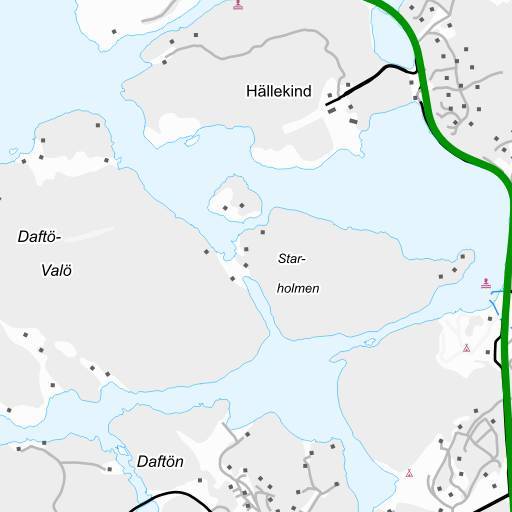 Hällekind
Daftö-
Valö
Star-
holmen
Daftön